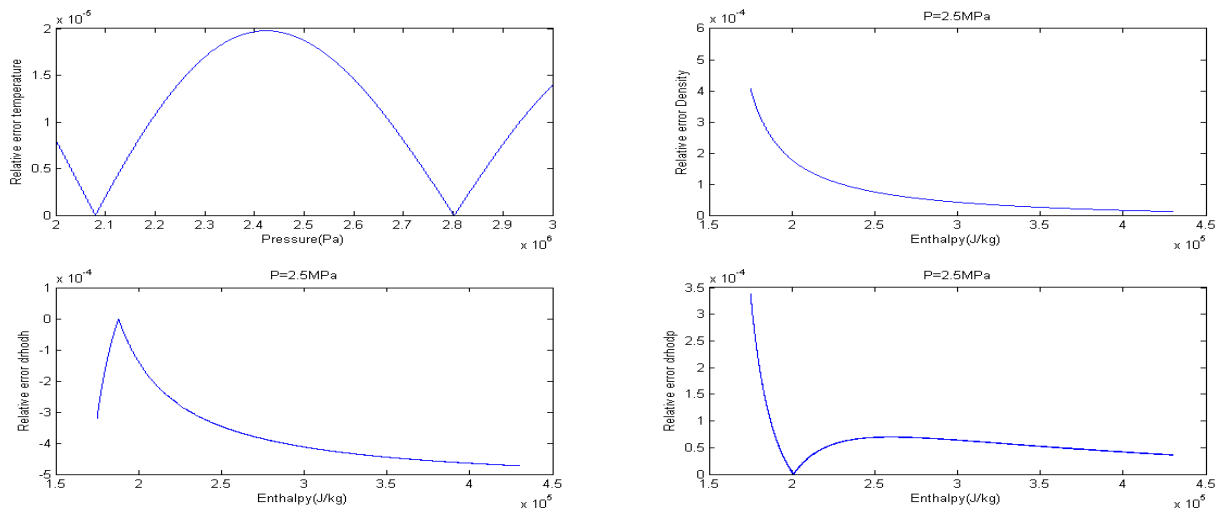 x 10^-5
2
1.5
1
0.5
0
Relative error temperature
2 2.1 2.2 2.3 2.4 2.5 2.6 2.7 2.8 2.9 3
Pressure(Pa)
x 10^6
P=2.5MPa
x 10^-4
6
5
4
3
2
1
0
Relative error Density
1.5 2 2.5 3 3.5 4 4.5
Enthalpy(J/kg)
x 10^5
P=2.5MPa
x 10^-4
1
0
-1
-2
-3
-4
-5
Relative error drhodh
1.5 2 2.5 3 3.5 4 4.5
Enthalpy(J/kg)
x 10^5
P=2.5MPa
x 10^-4
3.5
3
2.5
2
1.5
1
0.5
0
Relative error drhodp
1.5 2 2.5 3 3.5 4 4.5
Enthalpy(J/kg)
x 10^5